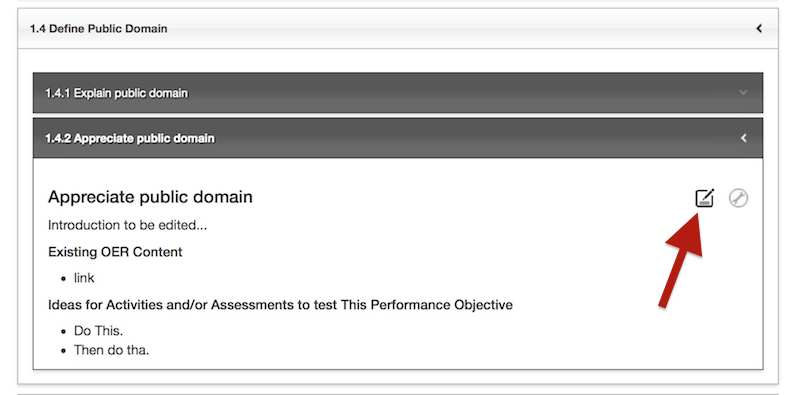 1.4 Define Public Domain
1.4.1 Explain public domain
1.4.2 Appreciate public domain
Appreciate public domain
Introduction to be edited...
Existing OER Content
link
Ideas for Activities and/or Assessments to test This Performance Objective
Do This.
Then do tha.